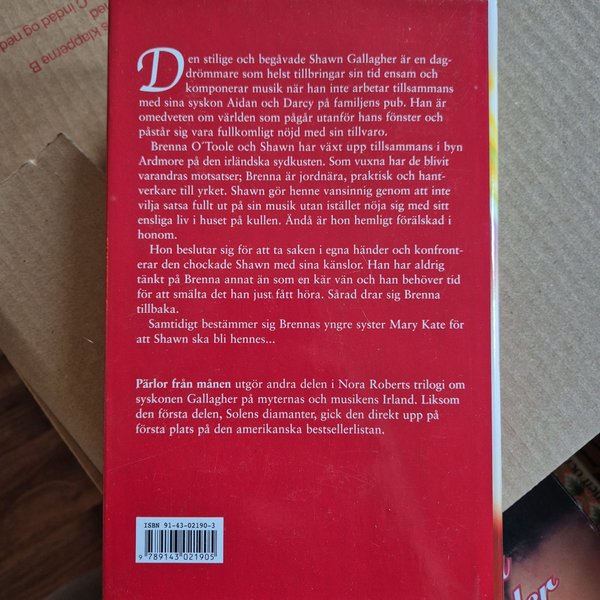 Den stilige och begåvade Shawn Gallagher är en dag-
drömmare som helst tillbringar sin tid ensam och
komponerar musik när han inte arbetar tillsammans
med sina syskon Aidan och Darcy på familjens pub. Han är
omedveten om världen som pågår utanför hans fönster och
påstår sig vara fullkomligt nöjd med sin tillvaro.
Brenna O'Toole och Shawn har växt upp tillsammans i byn
Ardmore på den irländska sydkusten. Som vuxna har de blivit
varandras motsatser; Brenna är jordnära, praktisk och hant-
verkare till yrket. Shawn gör henne vansinnig genom att inte
vilja satsa fullt ut på sin musik utan istället nöja sig med sitt
ensliga liv i huset på kullen. Ändå är hon hemligt förälskad i
honom.
Hon beslutar sig för att ta saken i egna händer och konfront-
erar den chockade Shawn med sina känslor. Han har aldrig
tänkt på Brenna annat än som en kär vän och han behöver tid
för att smälta det han just fått höra. Sårad drar sig Brenna
tillbaka.
Samtidigt bestämmer sig Brennas yngre syster Mary Kate för
att Shawn ska bli hennes...
Pärlor från månen utgör andra delen i Nora Roberts trilogi om
syskonen Gallagher på myternas och musikens Irland. Liksom
den första delen, Solens diamanter, gick den direkt upp på
första plats på den amerikanska bestsellerlistan.
ISBN 91-43-02190-3
9 789143 021905